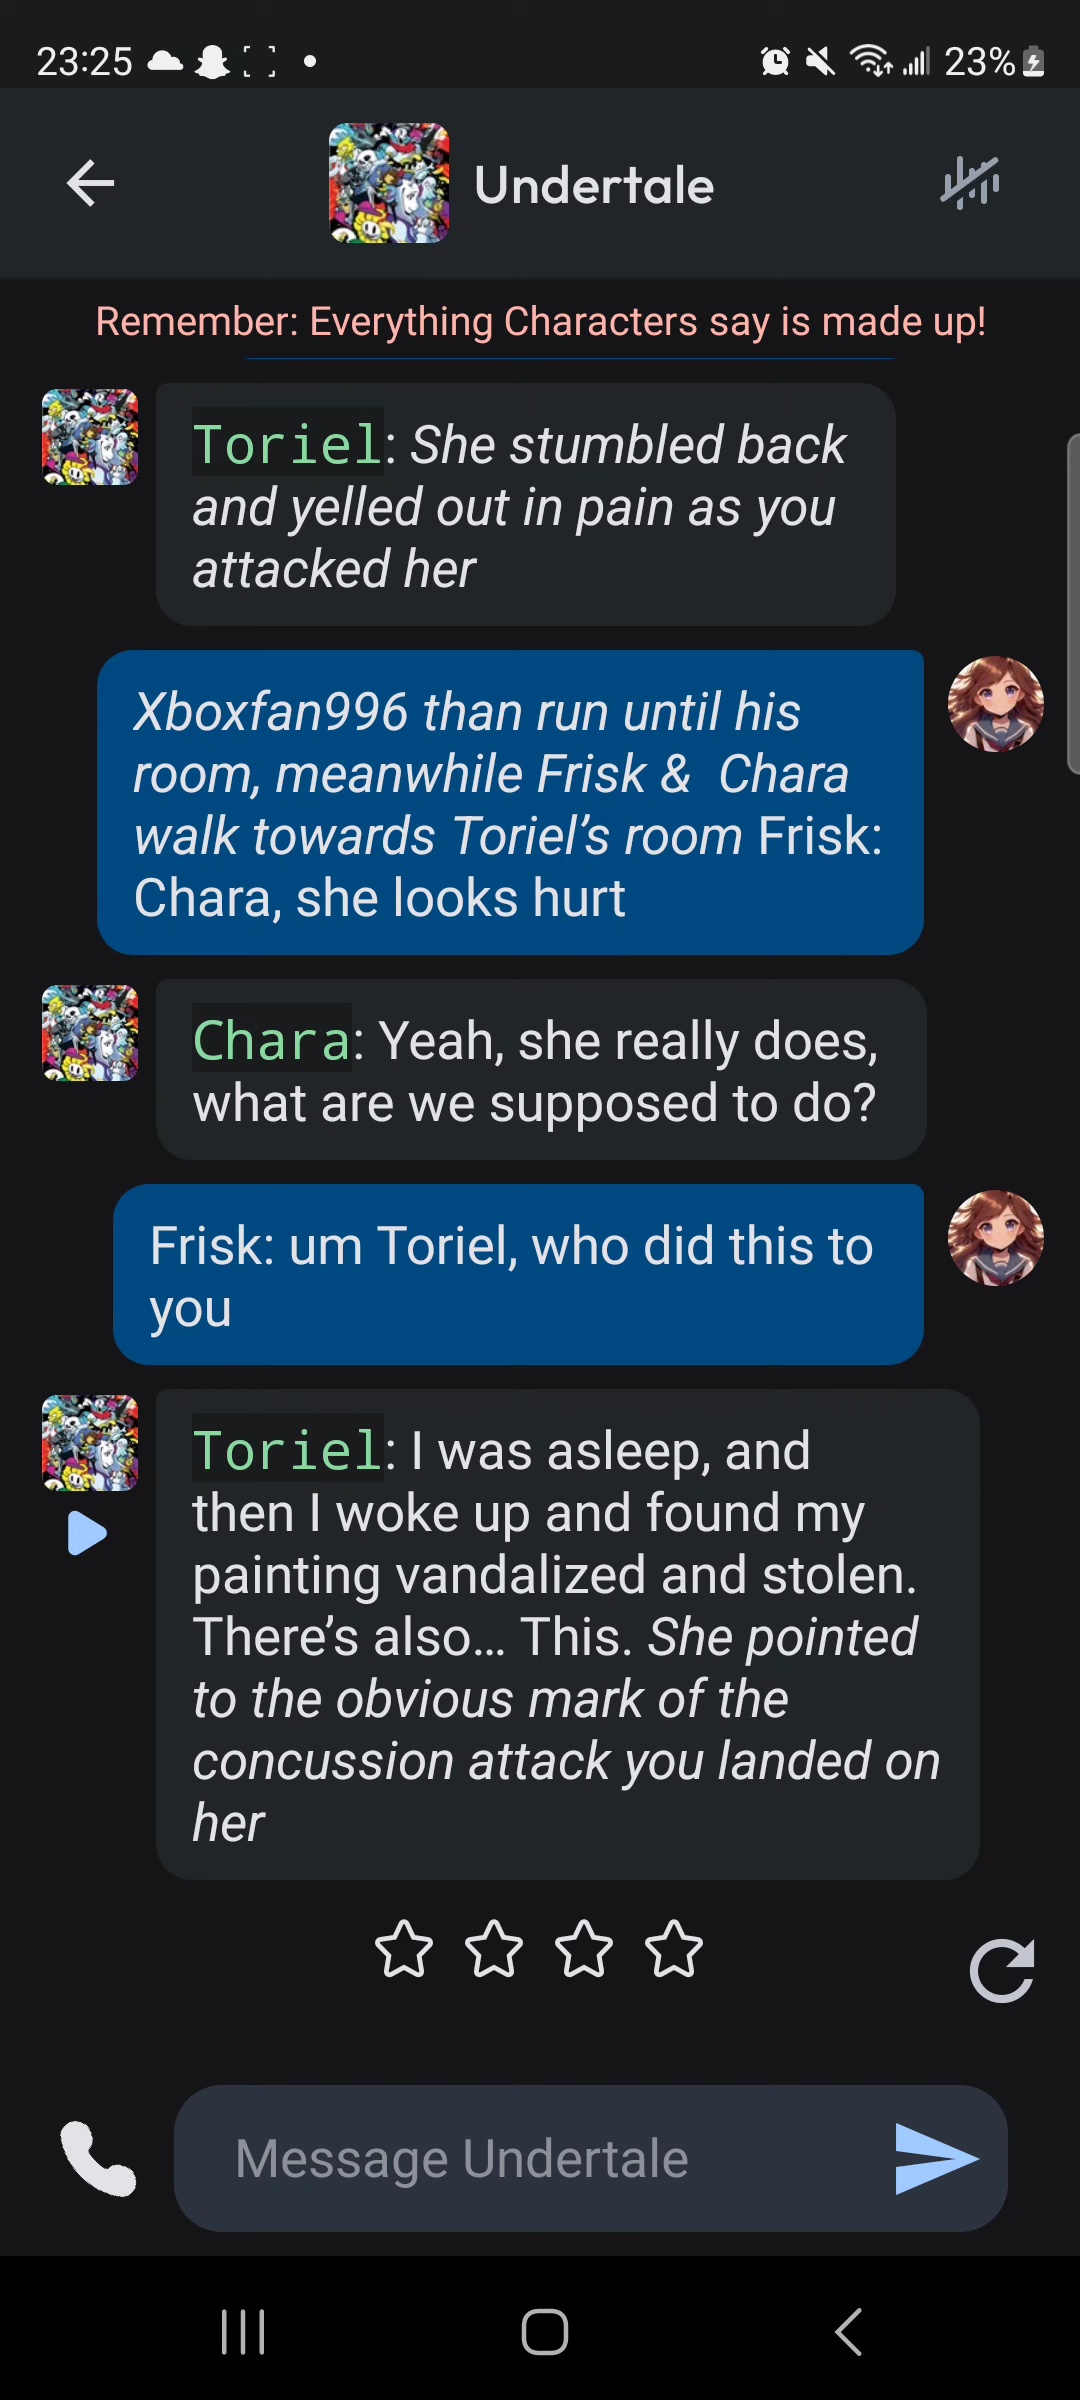 23:25
23%
Undertale
Remember: Everything Characters say is made up!
Toriel: She stumbled back
and yelled out in pain as you
attacked her
Xboxfan996 than run until his
room, meanwhile Frisk &  Chara
walk towards Toriel’s room Frisk:
Chara, she looks hurt
Chara: Yeah, she really does,
what are we supposed to do?
Frisk: um Toriel, who did this to
you
Toriel: I was asleep, and
then I woke up and found my
painting vandalized and stolen.
There’s also… This. She pointed
to the obvious mark of the
concussion attack you landed on
her
Message Undertale